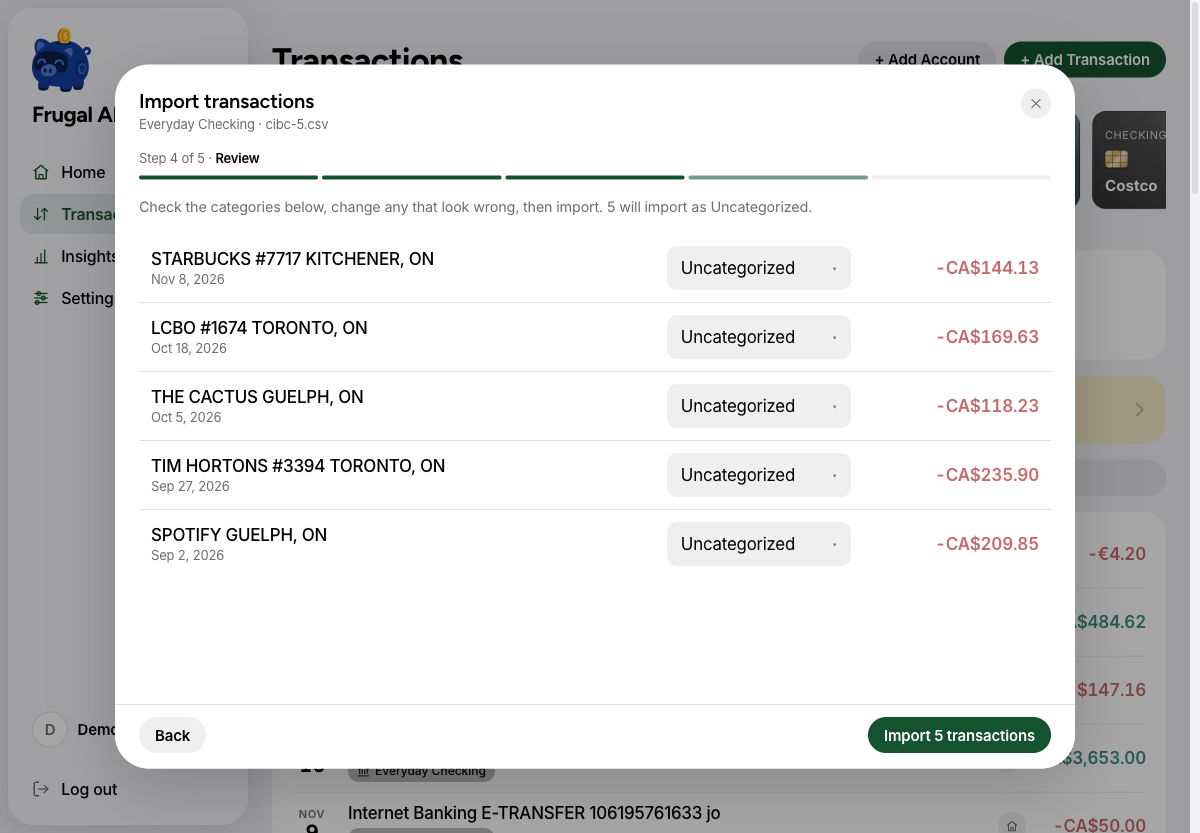 Transactions
+ Add Account
+ Add Transaction
Frugal
Home
Insights
Log out
D
CHECKING
Costco
Import transactions
Everyday Checking · cibc-5.csv
Step 4 of 5 · Review
Check the categories below, change any that look wrong, then import. 5 will import as Uncategorized.
STARBUCKS #7717 KITCHENER, ON
Nov 8, 2026
Uncategorized
-CA$144.13
LCBO #1674 TORONTO, ON
Oct 18, 2026
Uncategorized
-CA$169.63
THE CACTUS GUELPH, ON
Oct 5, 2026
Uncategorized
-CA$118.23
TIM HORTONS #3394 TORONTO, ON
Sep 27, 2026
Uncategorized
-CA$235.90
SPOTIFY GUELPH, ON
Sep 2, 2026
Uncategorized
-CA$209.85
Back
Import 5 transactions
-€4.20
$484.62
$147.16
$3,653.00
Everyday Checking
NOV
9
Internet Banking E-TRANSFER 106195761633 jo
-CA$50.00